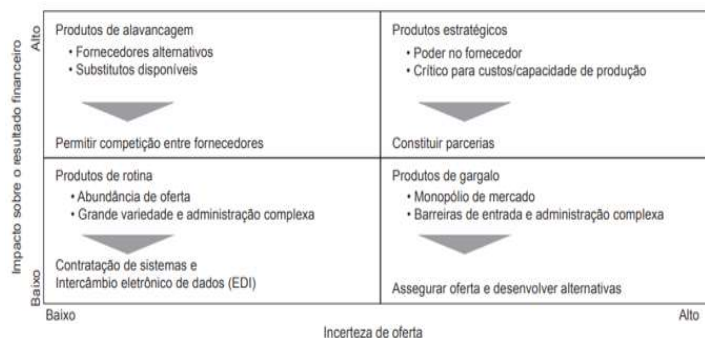 Impacto sobre o resultado financeiro
Alto
Baixo
Produtos de alavancagem
• Fornecedores alternativos
• Substitutos disponíveis
Permitir competição entre fornecedores
Produtos estratégicos
• Poder no fornecedor
• Crítico para custos/capacidade de produção
Constituir parcerias
Produtos de rotina
• Abundância de oferta
• Grande variedade e administração complexa
Contratação de sistemas e
Intercâmbio eletrônico de dados (EDI)
Produtos de gargalo
• Monopólio de mercado
• Barreiras de entrada e administração complexa
Assegurar oferta e desenvolver alternativas
Baixo
Alto
Incerteza de oferta